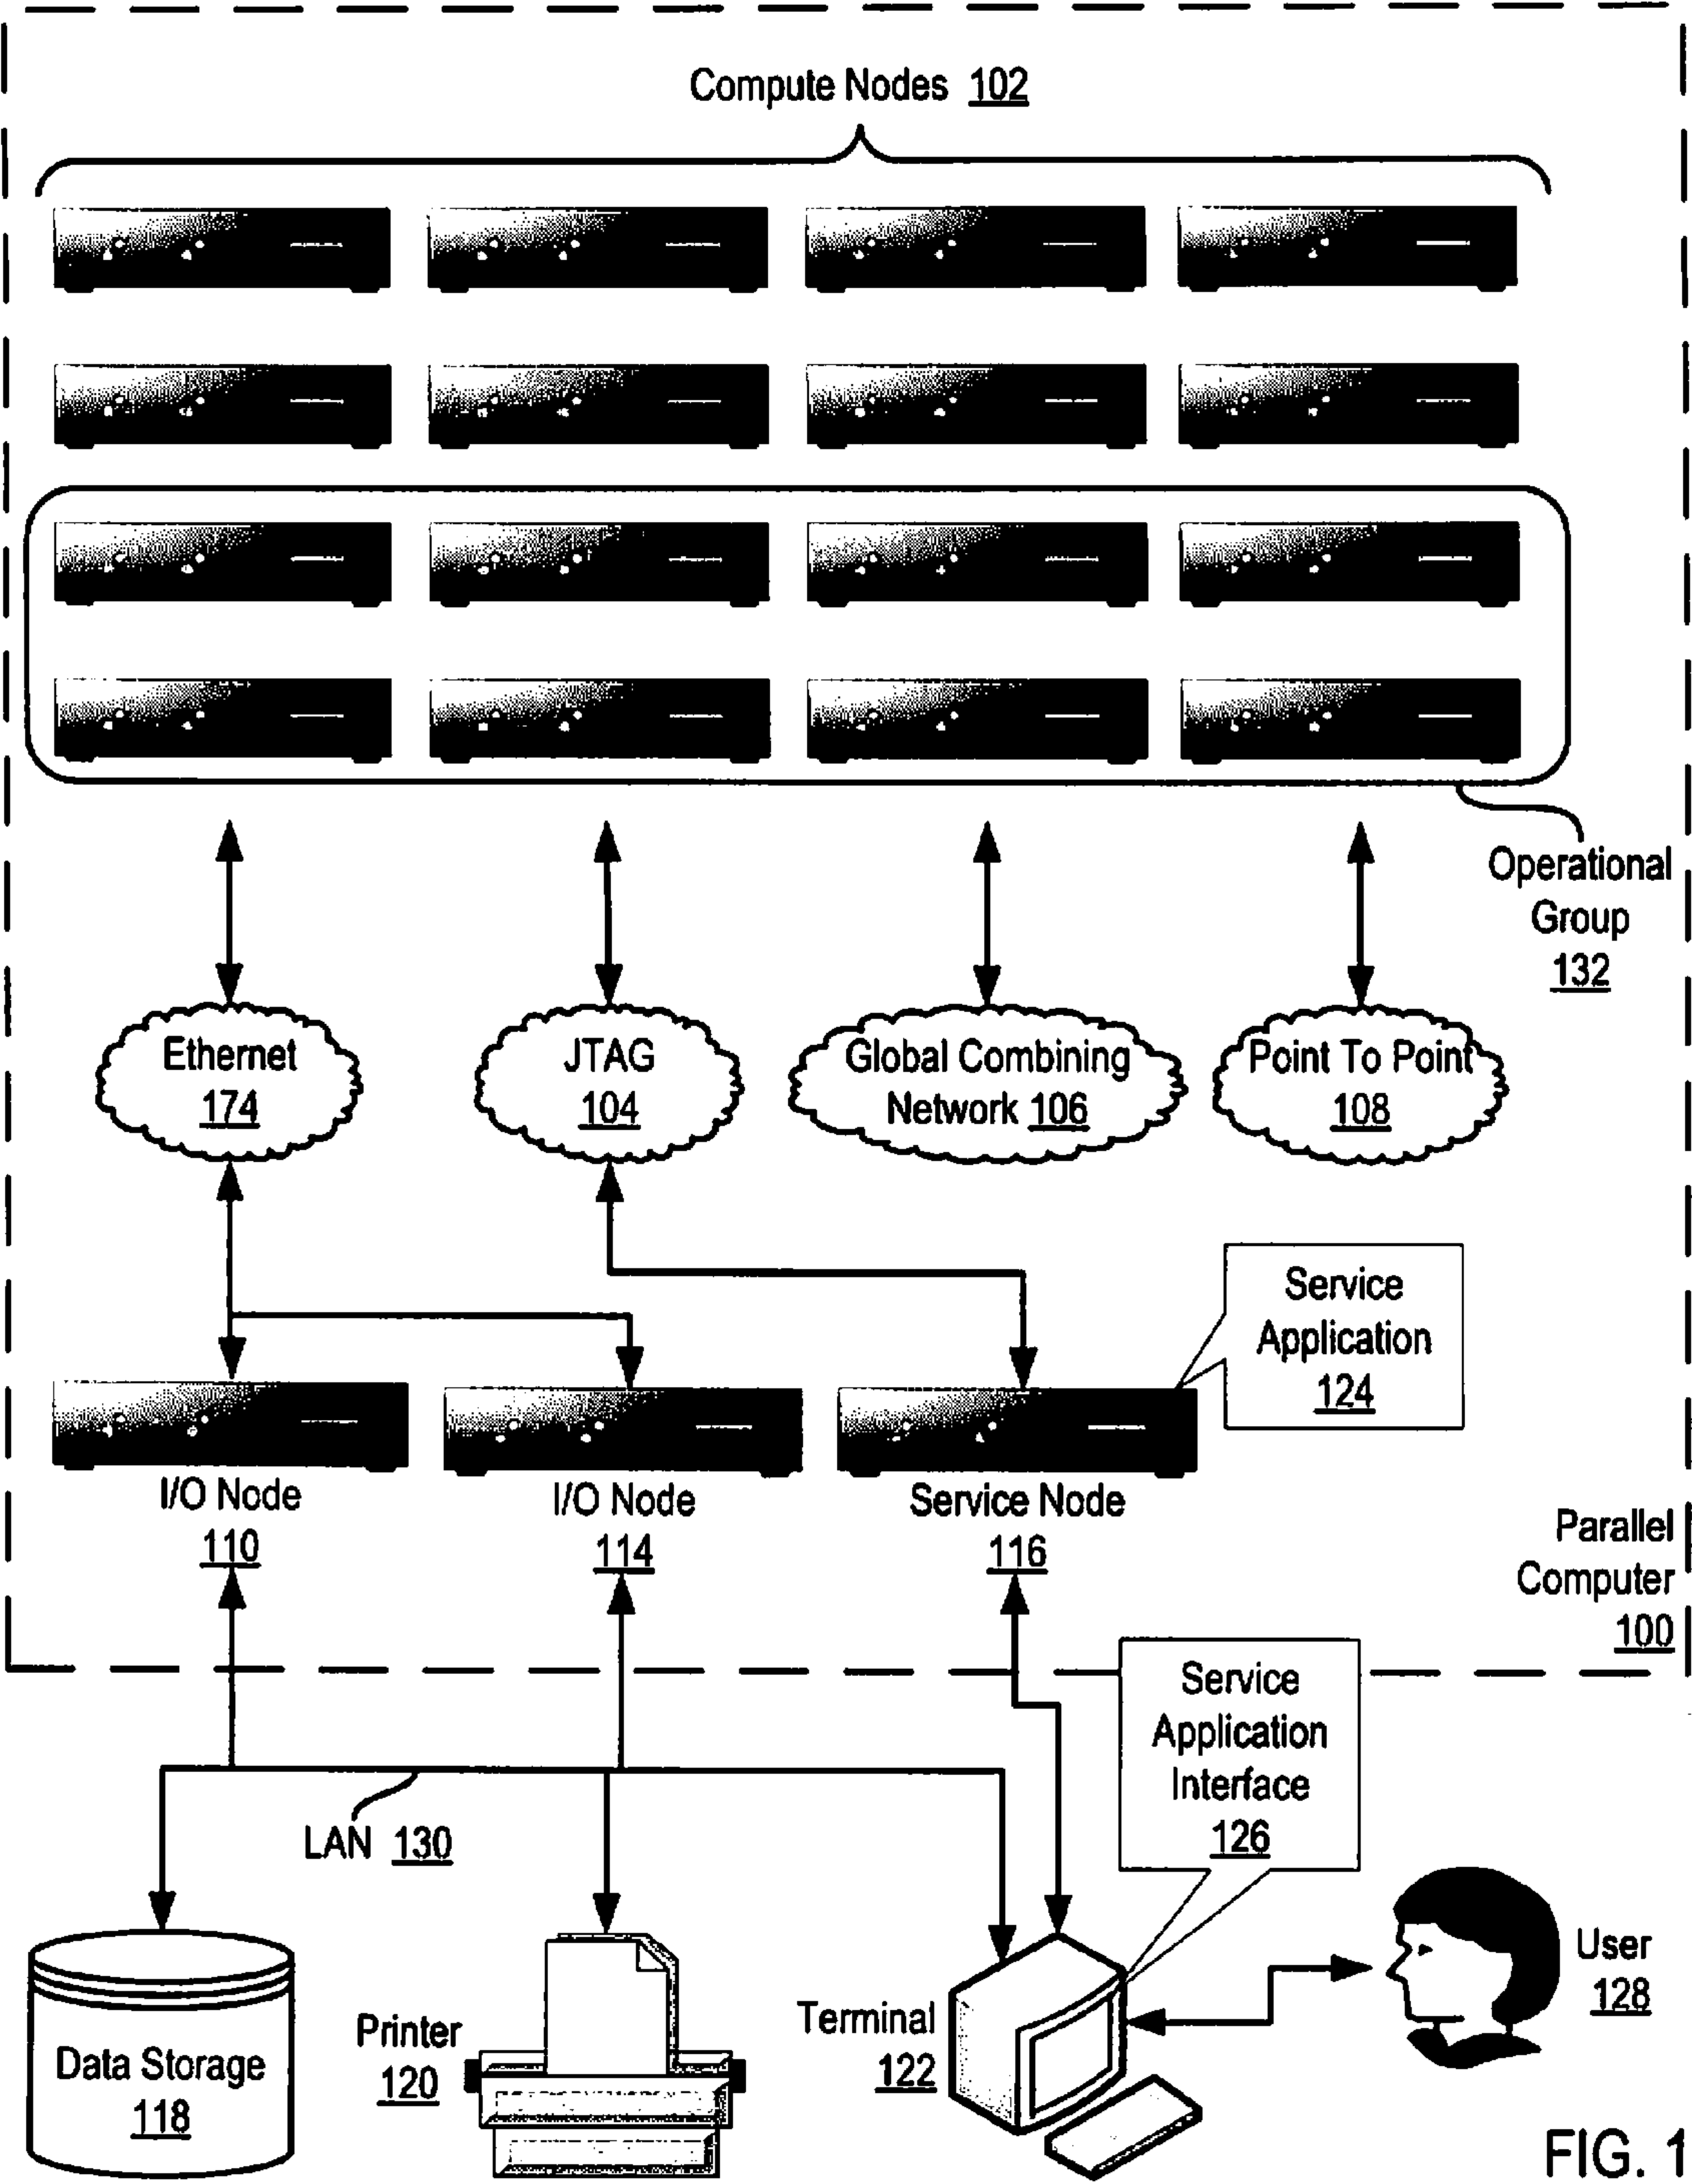 Compute Nodes 102
Operational
Group
132
Ethernet
174
JTAG
104
Global Combining
Network 106
Point To Point
108
Service
Application
124
I/O Node
110
I/O Node
114
Service Node
116
Parallel
Computer
100
Service
Application
Interface
126
LAN 130
Data Storage
118
Printer
120
Terminal
122
User
128
FIG. 1